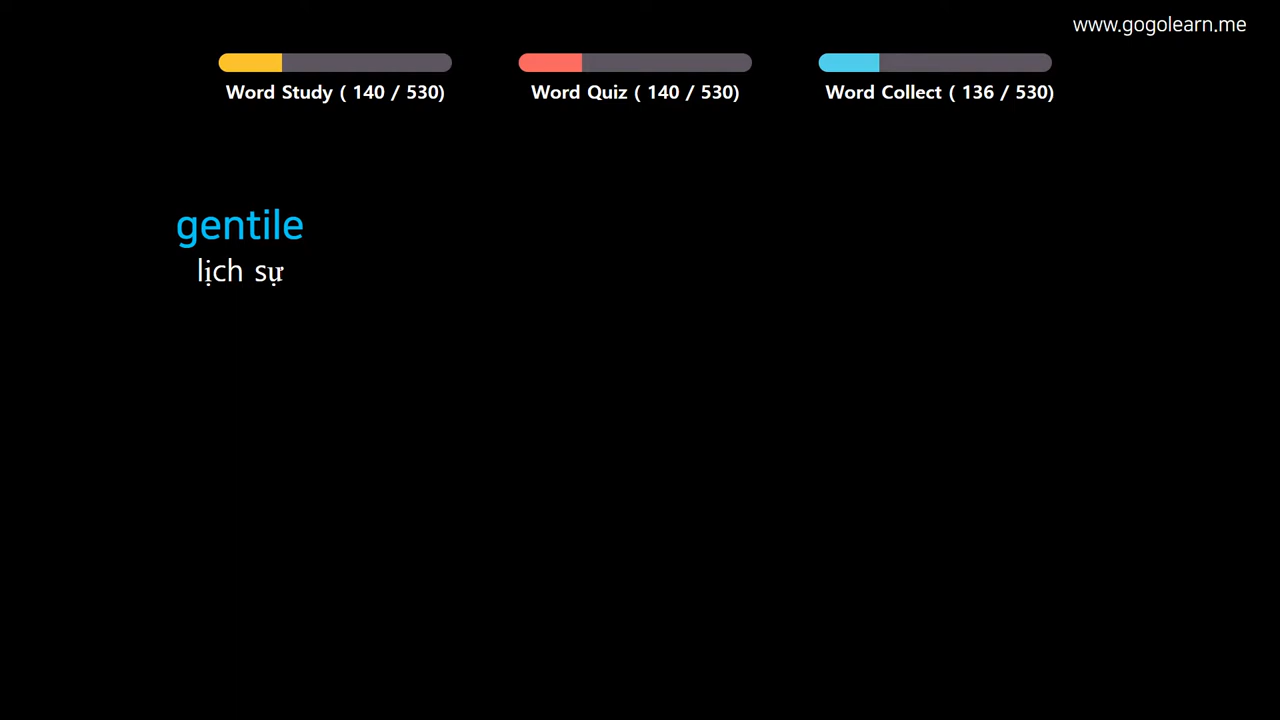 www.gogolearn.me
Word Study ( 140 / 530)
Word Quiz ( 140 / 530)
Word Collect ( 136 / 530)
gentile
lịch sự